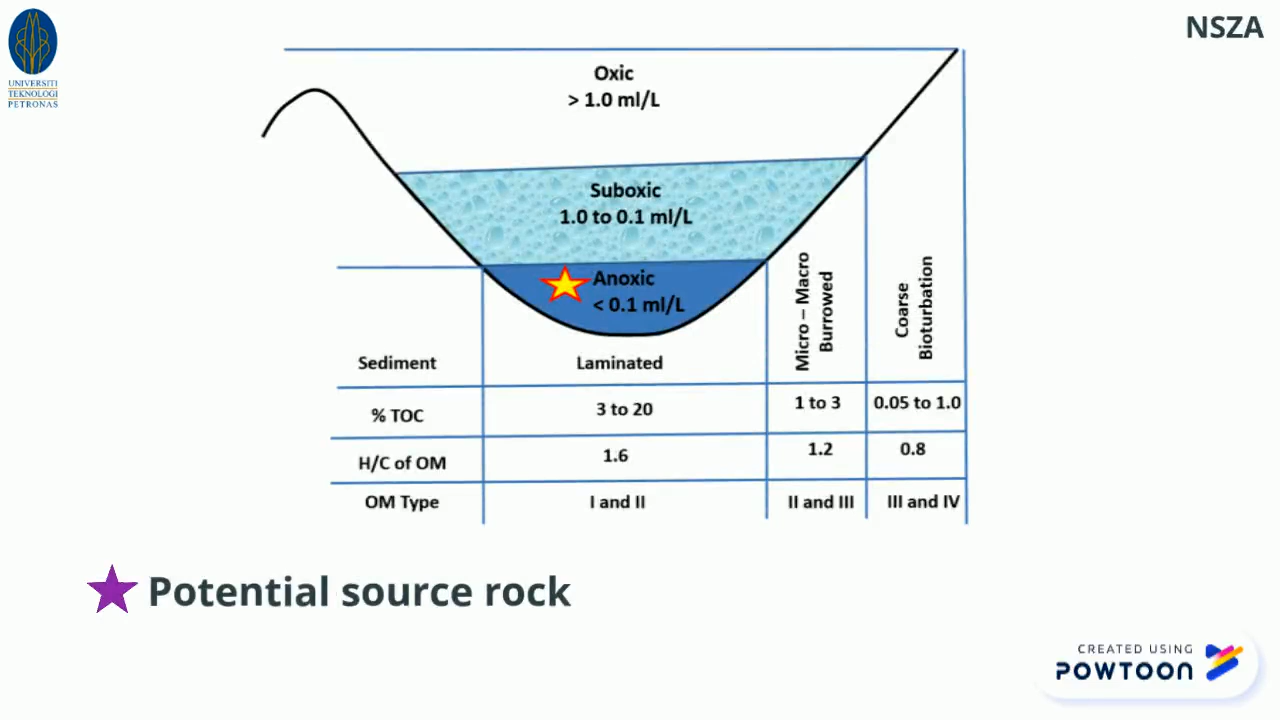 UNIVERSITI
TEKNOLOGI
PETRONAS
NSZA
Oxic
> 1.0 ml/L
Suboxic
1.0 to 0.1 ml/L
Anoxic
< 0.1 ml/L
Micro – Macro
Burrowed
Coarse
Bioturbation
Sediment Laminated
% TOC 3 to 20 1 to 3 0.05 to 1.0
H/C of OM 1.6 1.2 0.8
OM Type I and II II and III III and IV
Potential source rock
CREATED USING
POWTOON